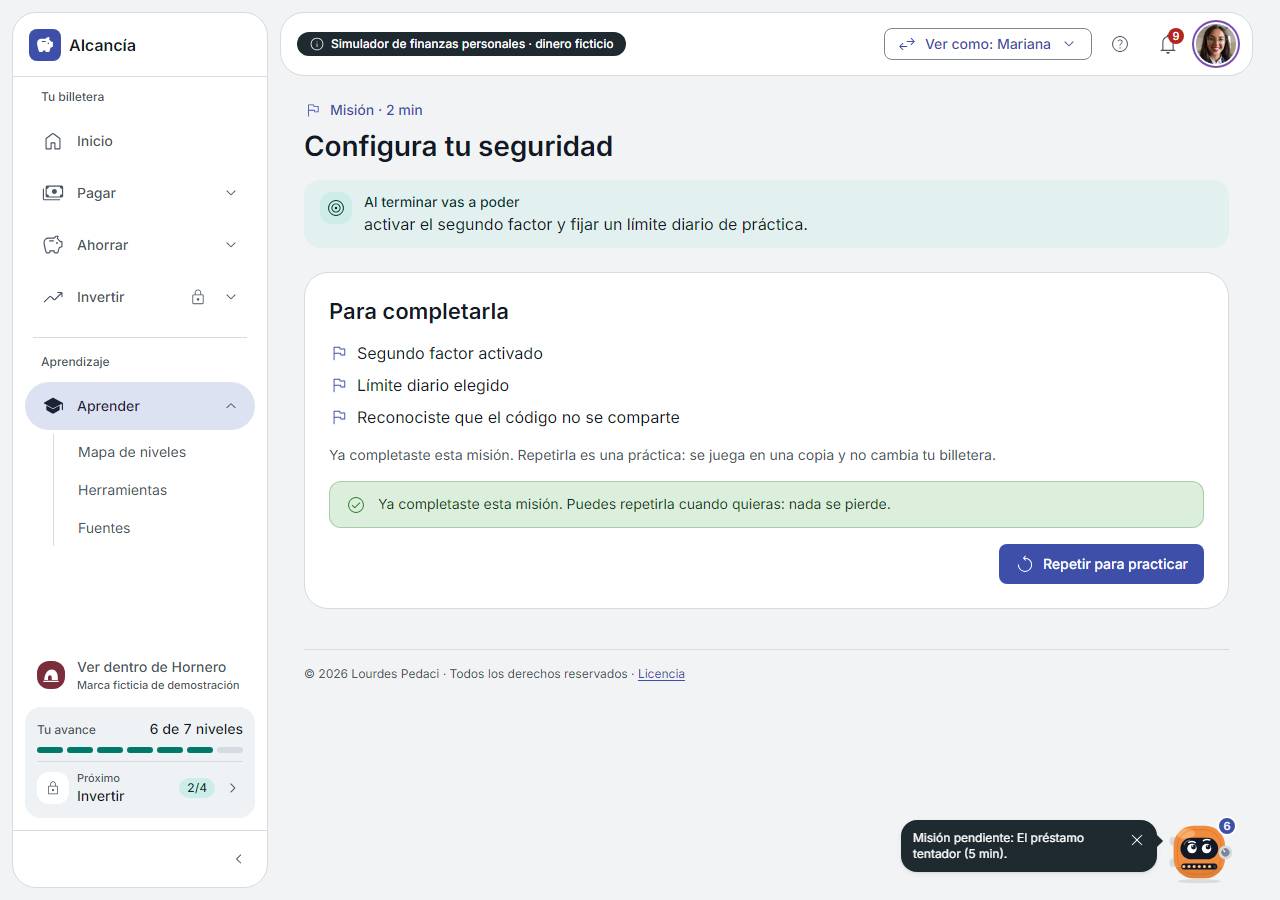 Alcancía
Tu billetera
Inicio
Pagar
Ahorrar
Invertir
Aprendizaje
Aprender
Mapa de niveles
Herramientas
Fuentes
Ver dentro de Hornero
Marca ficticia de demostración
Tu avance
6 de 7 niveles
Próximo
Invertir
2/4
Simulador de finanzas personales · dinero ficticio
Ver como: Mariana
9
Misión · 2 min
Configura tu seguridad
Al terminar vas a poder
activar el segundo factor y fijar un límite diario de práctica.
Para completarla
Segundo factor activado
Límite diario elegido
Reconociste que el código no se comparte
Ya completaste esta misión. Repetirla es una práctica: se juega en una copia y no cambia tu billetera.
Ya completaste esta misión. Puedes repetirla cuando quieras: nada se pierde.
Repetir para practicar
© 2026 Lourdes Pedaci · Todos los derechos reservados · Licencia
Misión pendiente: El préstamo
tentador (5 min).
6